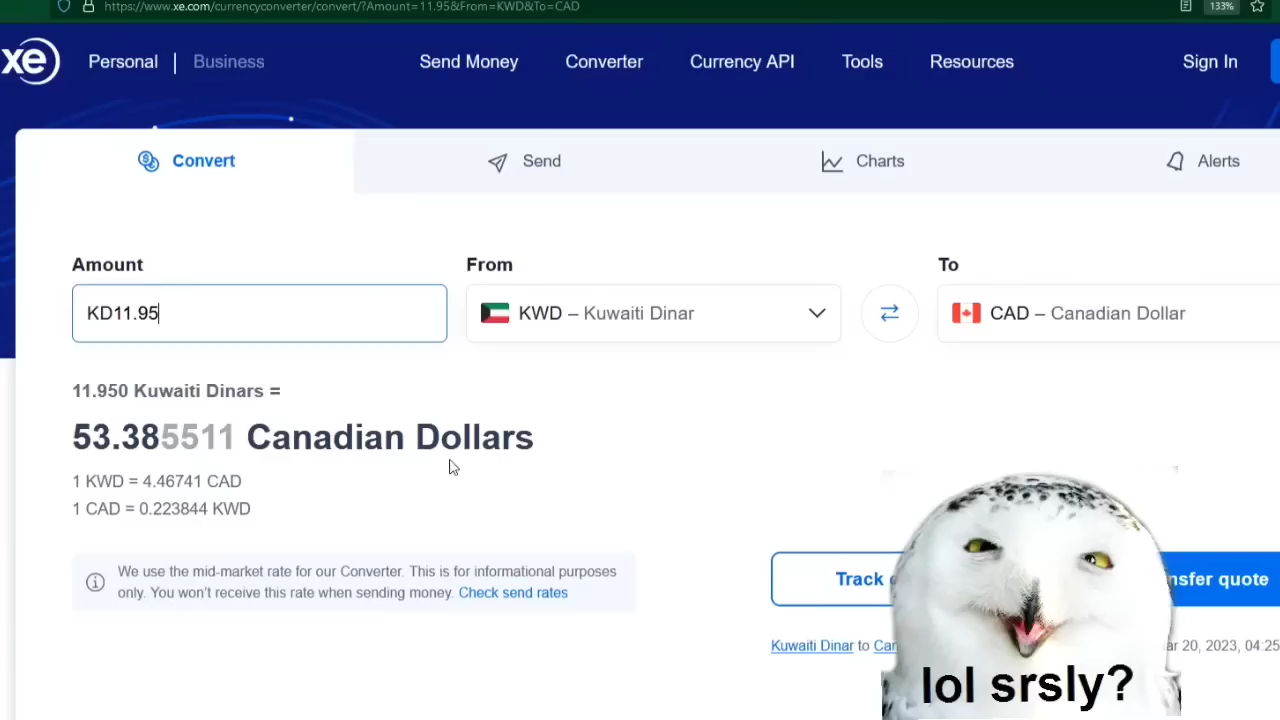 https://www.xe.com/currencyconverter/convert/?Amount=11.95&From=KWD&To=CAD
133%
xe
Personal | Business
Send Money
Converter
Currency API
Tools
Resources
Sign In
Convert
Send
Charts
Alerts
Amount
From
To
KD11.95
KWD – Kuwaiti Dinar
CAD – Canadian Dollar
11.950 Kuwaiti Dinars =
53.385511 Canadian Dollars
1 KWD = 4.46741 CAD
1 CAD = 0.223844 KWD
We use the mid-market rate for our Converter. This is for informational purposes
only. You won't receive this rate when sending money. Check send rates
Track
nsfer quote
Kuwaiti Dinar to Can
ar 20, 2023, 04:25
lol srsly?